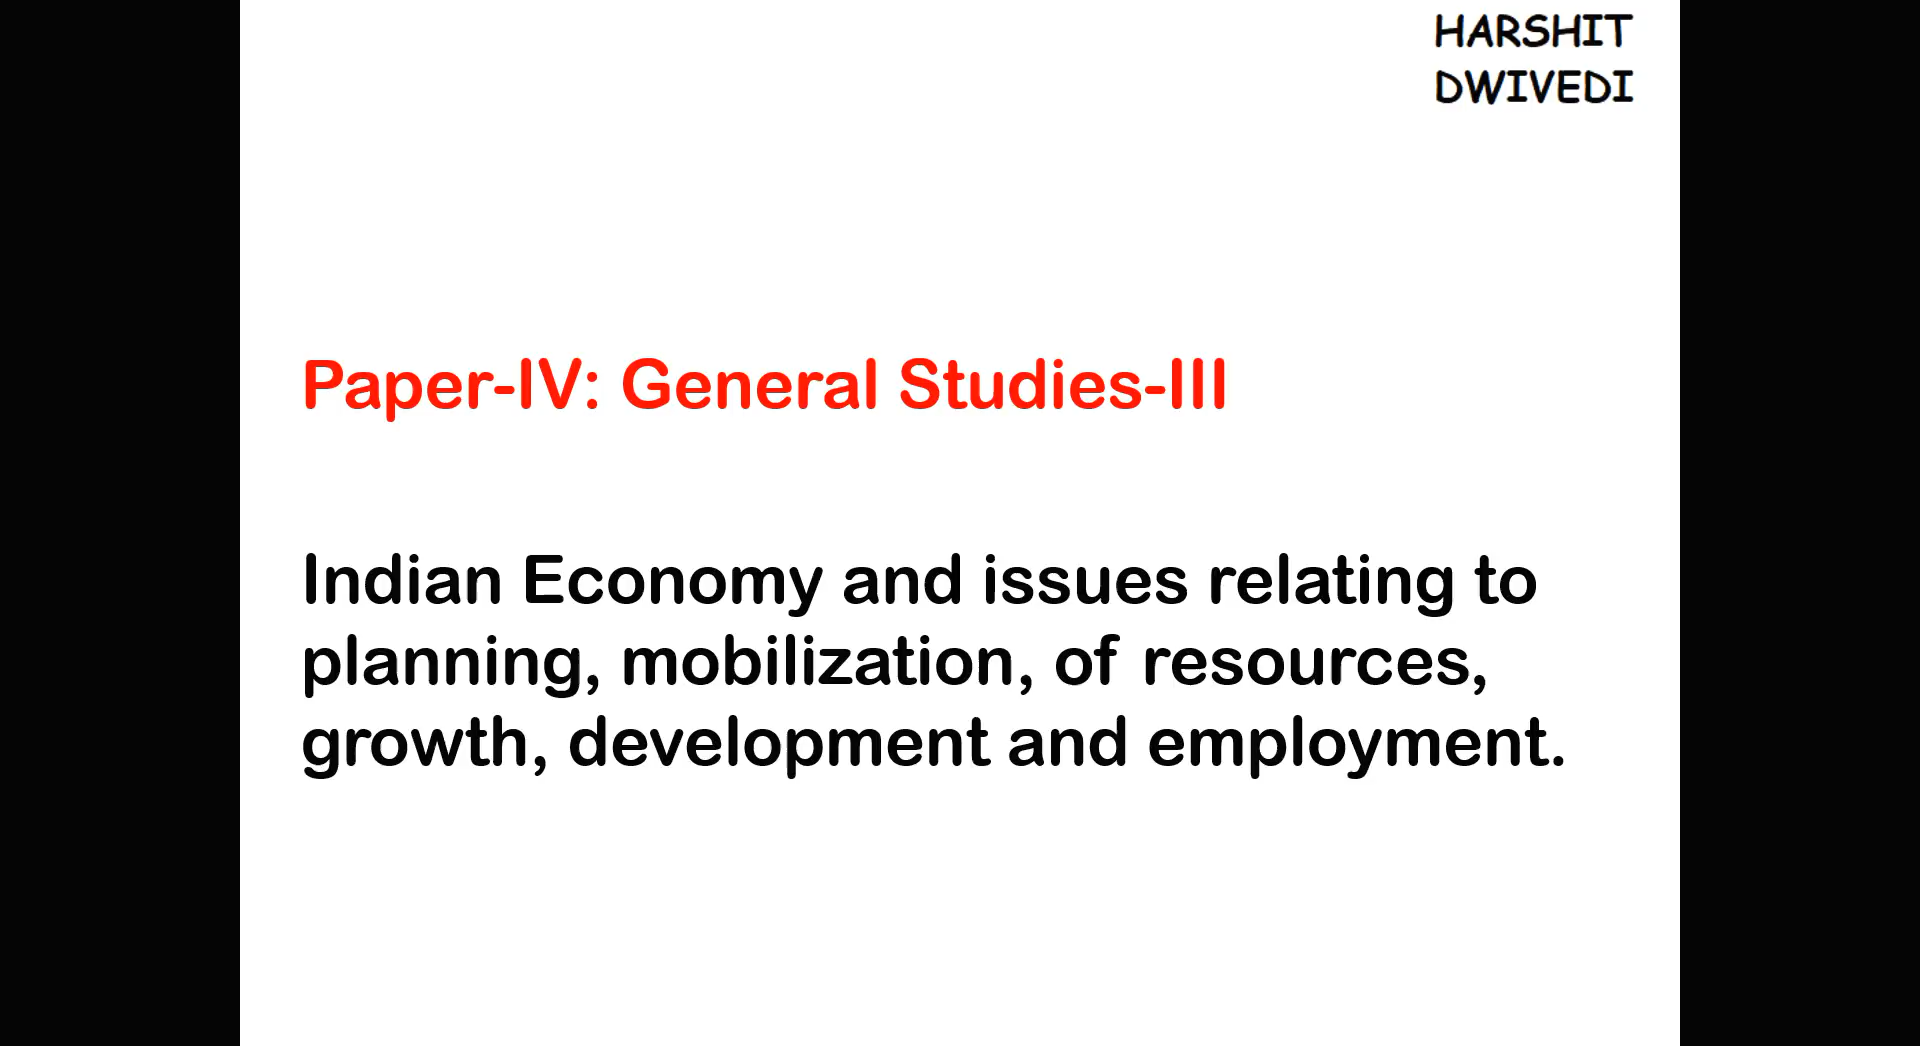 HARSHIT
DWIVEDI
Paper-IV: General Studies-III
Indian Economy and issues relating to
planning, mobilization, of resources,
growth, development and employment.